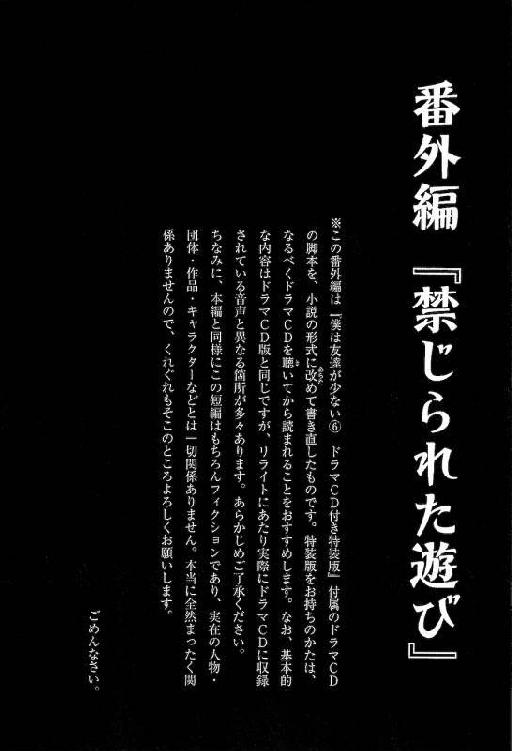 番外編『禁じられた遊び』
※この番外編は『僕は友達が少ない⑥ ドラマCD付き特装版』付属のドラマCD
の脚本を、小説の形式に改めて書き直したものです。特装版をお持ちのかたは、
なるべくドラマCDを聴いてから読まれることをおすすめします。なお、基本的
な内容はドラマCD版と同じですが、リライトにあたり実際にドラマCDに収録
されている音声と異なる箇所が多々あります。あらかじめご了承ください。
ちなみに、本編と同様にこの短編はもちろんフィクションであり、実在の人物・
団体・作品・キャラクターなどとは一切関係ありません。本当に全然まったく関
係ありませんので、くれぐれもそこのところよろしくお願いします。
ごめんなさい。